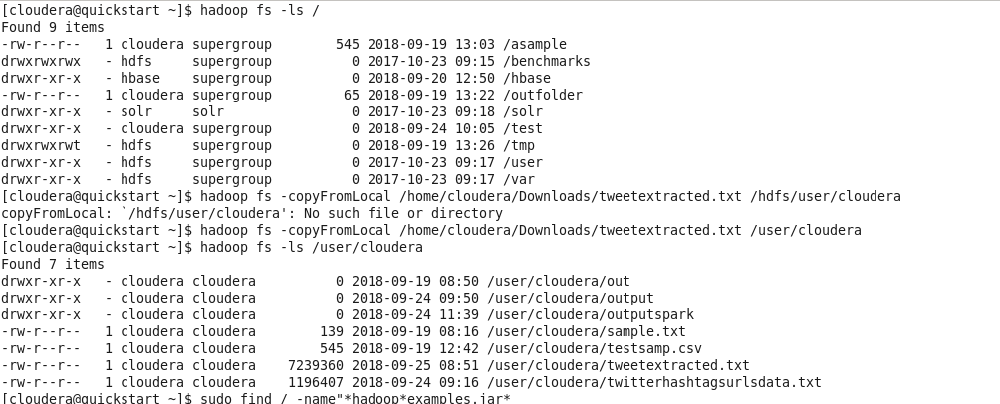 [cloudera@quickstart ~]$ hadoop fs -ls /
Found 9 items
-rw-r--r--   1 cloudera supergroup        545 2018-09-19 13:03 /asample
drwxrwxrwx   - hdfs     supergroup          0 2017-10-23 09:15 /benchmarks
drwxr-xr-x   - hbase    supergroup          0 2018-09-20 12:50 /hbase
-rw-r--r--   1 cloudera supergroup         65 2018-09-19 13:22 /outfolder
drwxr-xr-x   - solr     solr                0 2017-10-23 09:18 /solr
drwxr-xr-x   - cloudera supergroup          0 2018-09-24 10:05 /test
drwxrwxrwt   - hdfs     supergroup          0 2018-09-19 13:26 /tmp
drwxr-xr-x   - hdfs     supergroup          0 2017-10-23 09:17 /user
drwxr-xr-x   - hdfs     supergroup          0 2017-10-23 09:17 /var
[cloudera@quickstart ~]$ hadoop fs -copyFromLocal /home/cloudera/Downloads/tweetextracted.txt /hdfs/user/cloudera
copyFromLocal: `/hdfs/user/cloudera': No such file or directory
[cloudera@quickstart ~]$ hadoop fs -copyFromLocal /home/cloudera/Downloads/tweetextracted.txt /user/cloudera
[cloudera@quickstart ~]$ hadoop fs -ls /user/cloudera
Found 7 items
drwxr-xr-x   - cloudera cloudera          0 2018-09-19 08:50 /user/cloudera/out
drwxr-xr-x   - cloudera cloudera          0 2018-09-24 09:50 /user/cloudera/output
drwxr-xr-x   - cloudera cloudera          0 2018-09-24 11:39 /user/cloudera/outputspark
-rw-r--r--   1 cloudera cloudera        139 2018-09-19 08:16 /user/cloudera/sample.txt
-rw-r--r--   1 cloudera cloudera        545 2018-09-19 12:42 /user/cloudera/testsamp.csv
-rw-r--r--   1 cloudera cloudera    7239360 2018-09-25 08:51 /user/cloudera/tweetextracted.txt
-rw-r--r--   1 cloudera cloudera    1196407 2018-09-24 09:16 /user/cloudera/twitterhashtagsurlsdata.txt
[cloudera@quickstart ~]$ sudo find / -name"*hadoop*examples.jar*